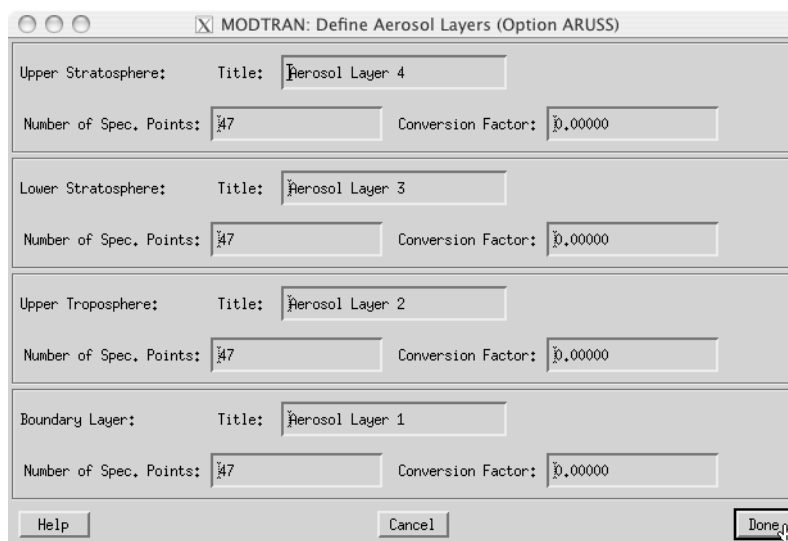 X MODTRAN: Define Aerosol Layers (Option ARUSS)
Upper Stratosphere: Title: Aerosol Layer 4
Number of Spec. Points: 47 Conversion Factor: 0.00000
Lower Stratosphere: Title: Aerosol Layer 3
Number of Spec. Points: 47 Conversion Factor: 0.00000
Upper Troposphere: Title: Aerosol Layer 2
Number of Spec. Points: 47 Conversion Factor: 0.00000
Boundary Layer: Title: Aerosol Layer 1
Number of Spec. Points: 47 Conversion Factor: 0.00000
Help Cancel Done